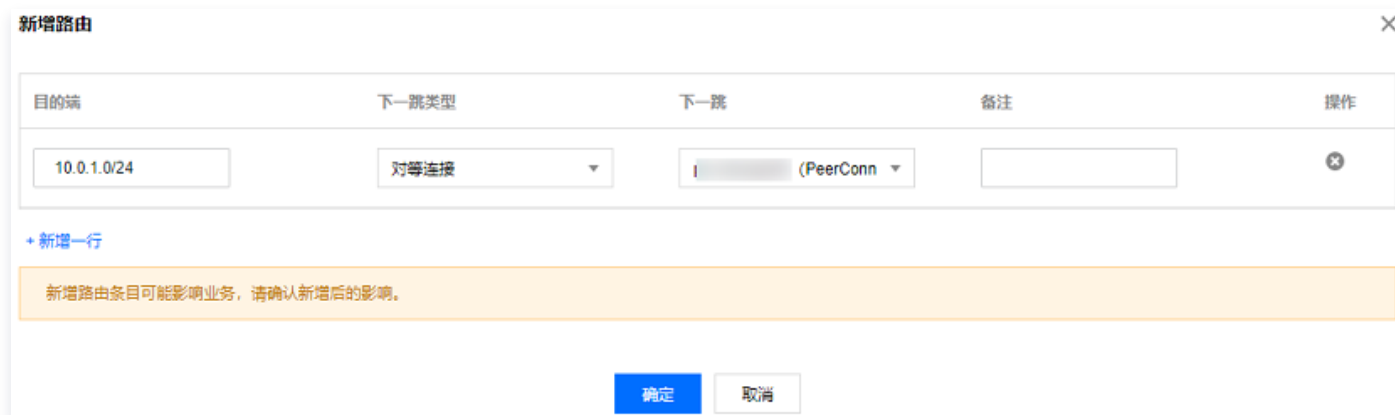 新增路由
目的端 下一跳类型 下一跳 备注 操作
10.0.1.0/24 对等连接 (PeerConn
+ 新增一行
新增路由条目可能影响业务，请确认新增后的影响。
确定 取消